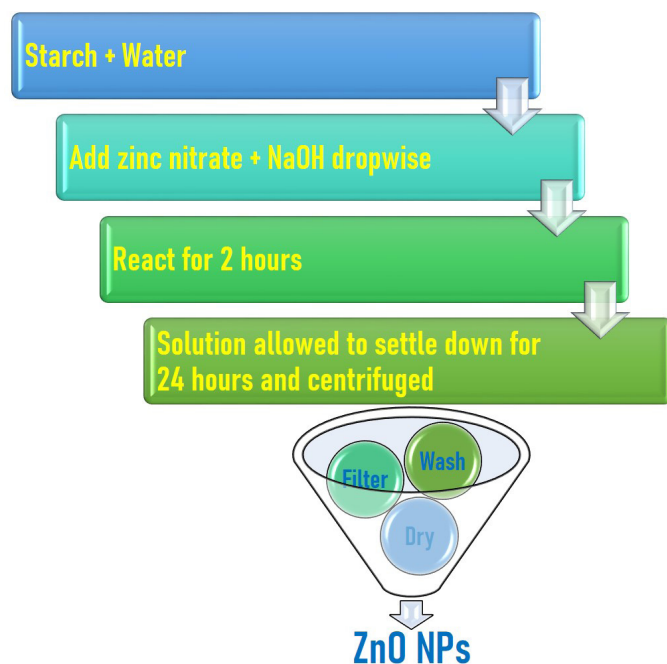 Starch + Water
Add zinc nitrate + NaOH dropwise
React for 2 hours
Solution allowed to settle down for
24 hours and centrifuged
Wash
Filter
Dry
ZnO NPs